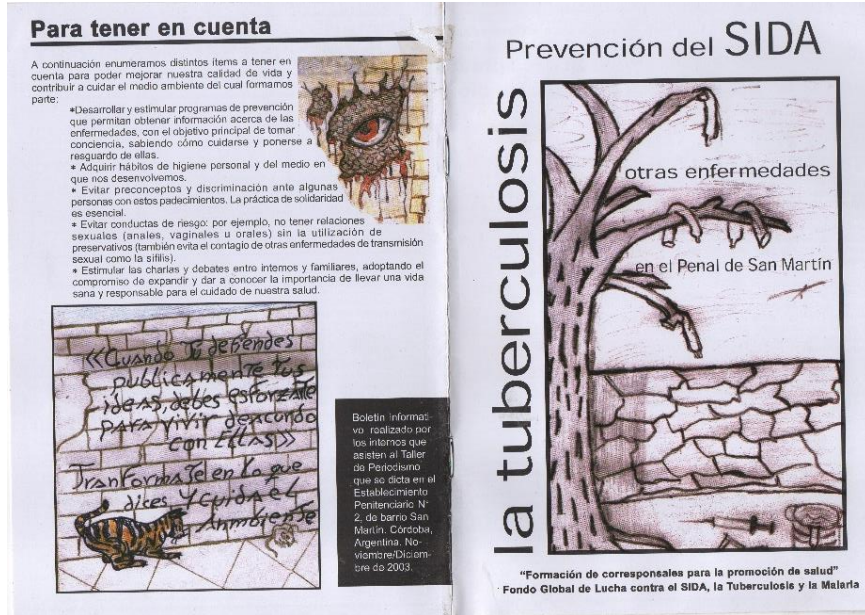 Para tener en cuenta
A continuación enumeramos distintos ítems a tener en
cuenta para poder mejorar nuestra calidad de vida y
contribuir a cuidar el medio ambiente del cual formamos
parte:
*Desarrollar y estimular programas de prevención
que permitan obtener información acerca de las
enfermedades, con el objetivo principal de tomar
conciencia, sabiendo cómo cuidarse y ponerse a
resguardo de ellas.
* Adquirir hábitos de higiene personal y del medio en
que nos desenvolvemos.
* Evitar preconceptos y discriminación ante algunas
personas con estos padecimientos. La práctica de solidaridad
es esencial.
* Evitar conductas de riesgo: por ejemplo, no tener relaciones
sexuales (anales, vaginales u orales) sin la utilización de
preservativos (también evita el contagio de otras enfermedades de transmisión
sexual como la sífilis).
* Estimular las charlas y debates entre internos y familiares, adoptando el
compromiso de expandir y dar a conocer la importancia de llevar una vida
sana y responsable para el cuidado de nuestra salud.
«Cuando Tú defiendes
publicamente tus
ideas, debes esforzate
para vivir deacuerdo
con Ellas»
Tranformate en lo que
dices y cuida el
Anmbiente
Boletín Informati-
vo realizado por
los internos que
asisten al Taller
de Periodismo
que se dicta en el
Establecimiento
Penitenciario N°
2, de barrio San
Martín. Córdoba,
Argentina. No-
viembre/Diciem-
bre de 2003.
Prevención del SIDA
la tuberculosis
otras enfermedades
en el Penal de San Martín
"Formación de corresponsales para la promoción de salud"
Fondo Global de Lucha contra el SIDA, la Tuberculosis y la Malaria